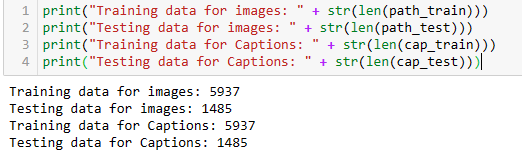 1 print("Training data for images: " + str(len(path_train)))
2 print("Testing data for images: " + str(len(path_test)))
3 print("Training data for Captions: " + str(len(cap_train)))
4 print("Testing data for Captions: " + str(len(cap_test)))
Training data for images: 5937
Testing data for images: 1485
Training data for Captions: 5937
Testing data for Captions: 1485